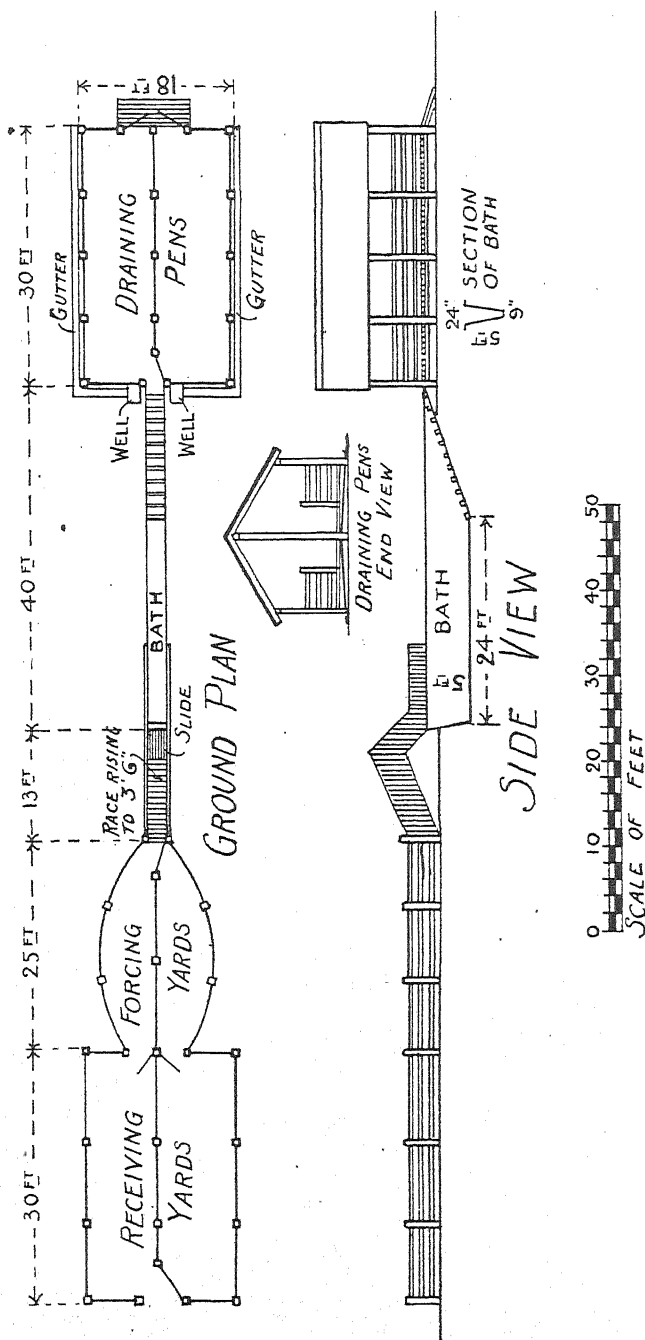 30 FT
25 FT
13 FT
40 FT
30 FT
18 FT
RECEIVING
YARDS
FORCING
YARDS
RACE RISING
TO 3' 6"
SLIDE
BATH
WELL
WELL
GUTTER
DRAINING
PENS
GUTTER
GROUND PLAN
DRAINING PENS
END VIEW
5 FT
BATH
24 FT
24"
5 FT
9"
SECTION
OF BATH
SIDE VIEW
0 10 20 30 40 50
SCALE OF FEET